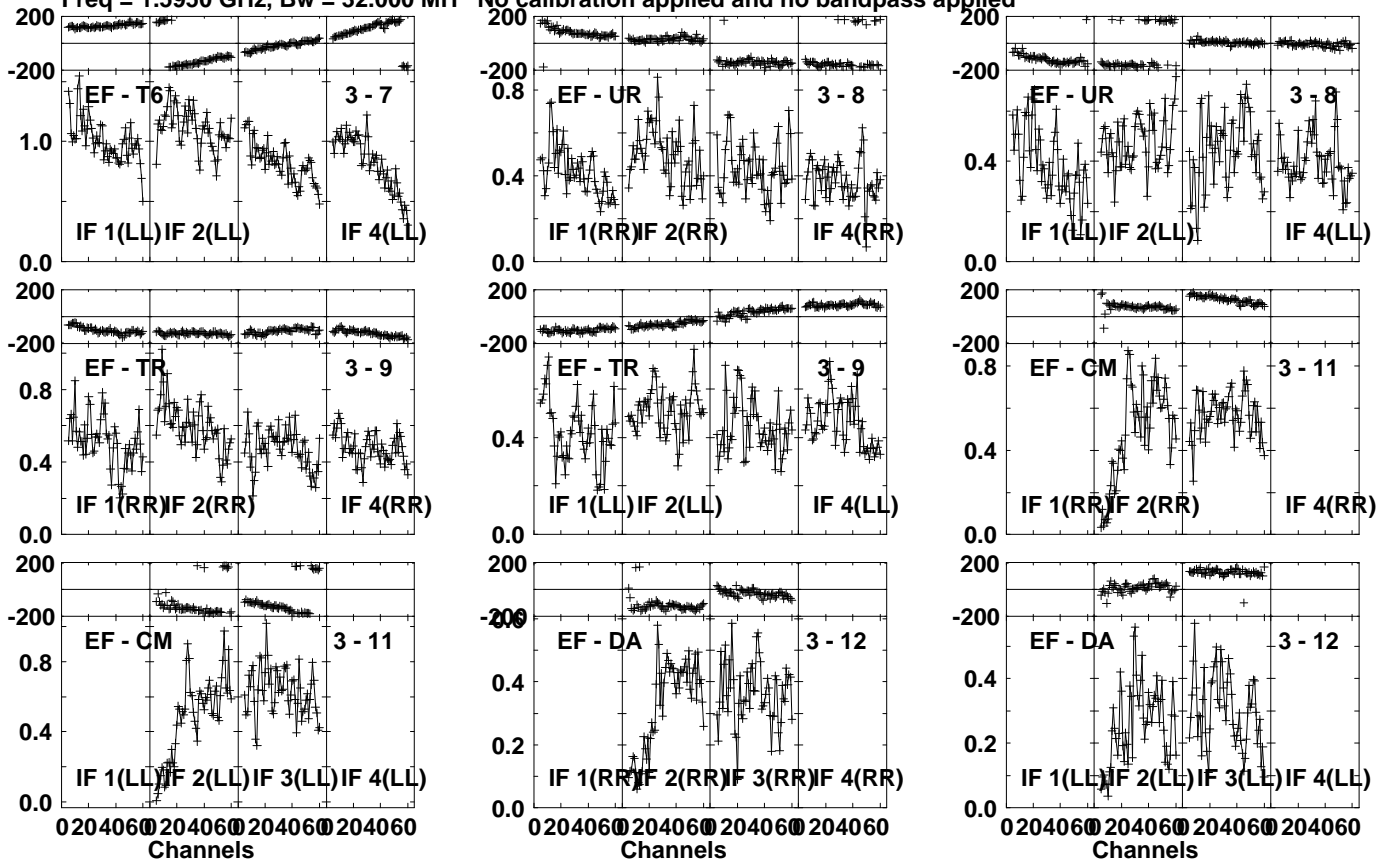 Freq = 1.5950 GHz, Bw = 32.000 MH No calibration applied and no bandpass applied
200
-200
EF - T6 3 - 7
1.0
0.0
IF 1(LL) IF 2(LL) IF 4(LL)
EF - UR 3 - 8
0.8
0.4
0.0
IF 1(RR) IF 2(RR) IF 4(RR)
EF - UR 3 - 8
0.4
0.0
IF 1(LL) IF 2(LL) IF 4(LL)
200
-200
EF - TR 3 - 9
0.8
0.4
0.0
IF 1(RR) IF 2(RR) IF 4(RR)
200
-200
EF - TR 3 - 9
0.4
0.0
IF 1(LL) IF 2(LL) IF 4(LL)
200
-200
EF - CM 3 - 11
0.8
0.4
0.0
IF 1(RR) IF 2(RR) IF 4(RR)
200
-200
EF - CM 3 - 11
0.8
0.4
0.0
IF 1(LL) IF 2(LL) IF 3(LL) IF 4(LL)
0 20 40 60 0 20 40 60 0 20 40 60 0 20 40 60
Channels
200
-200
0.6
EF - DA 3 - 12
0.4
0.2
0.0
IF 1(RR) IF 2(RR) IF 3(RR) IF 4(RR)
0 20 40 60 0 20 40 60 0 20 40 60 0 20 40 60
Channels
200
-200
EF - DA 3 - 12
0.4
0.2
0.0
IF 1(LL) IF 2(LL) IF 3(LL) IF 4(LL)
0 20 40 60 0 20 40 60 0 20 40 60 0 20 40 60
Channels